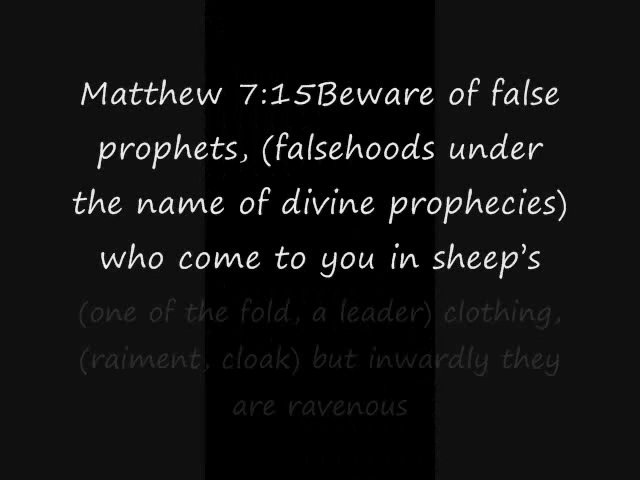 Matthew 7:15Beware of false
prophets, (falsehoods under
the name of divine prophecies)
who come to you in sheep’s
(one of the fold, a leader) clothing,
(raiment, cloak) but inwardly they
are ravenous